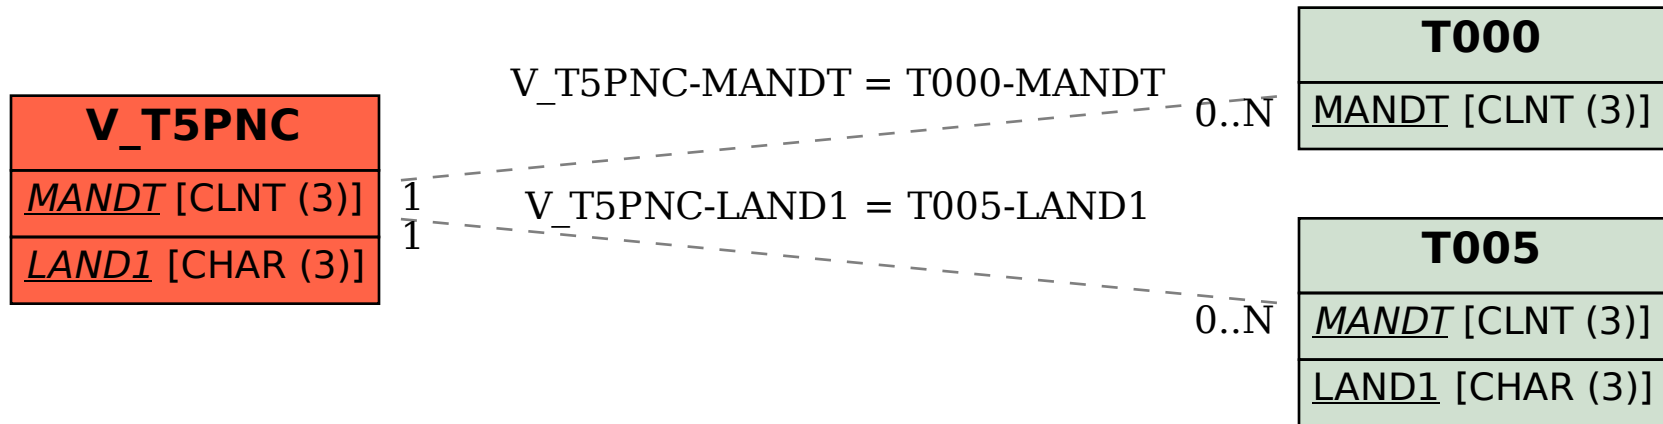 V_T5PNC
MANDT [CLNT (3)]
LAND1 [CHAR (3)]
V_T5PNC-MANDT = T000-MANDT
0..N
1
V_T5PNC-LAND1 = T005-LAND1
1
0..N
T000
MANDT [CLNT (3)]
T005
MANDT [CLNT (3)]
LAND1 [CHAR (3)]